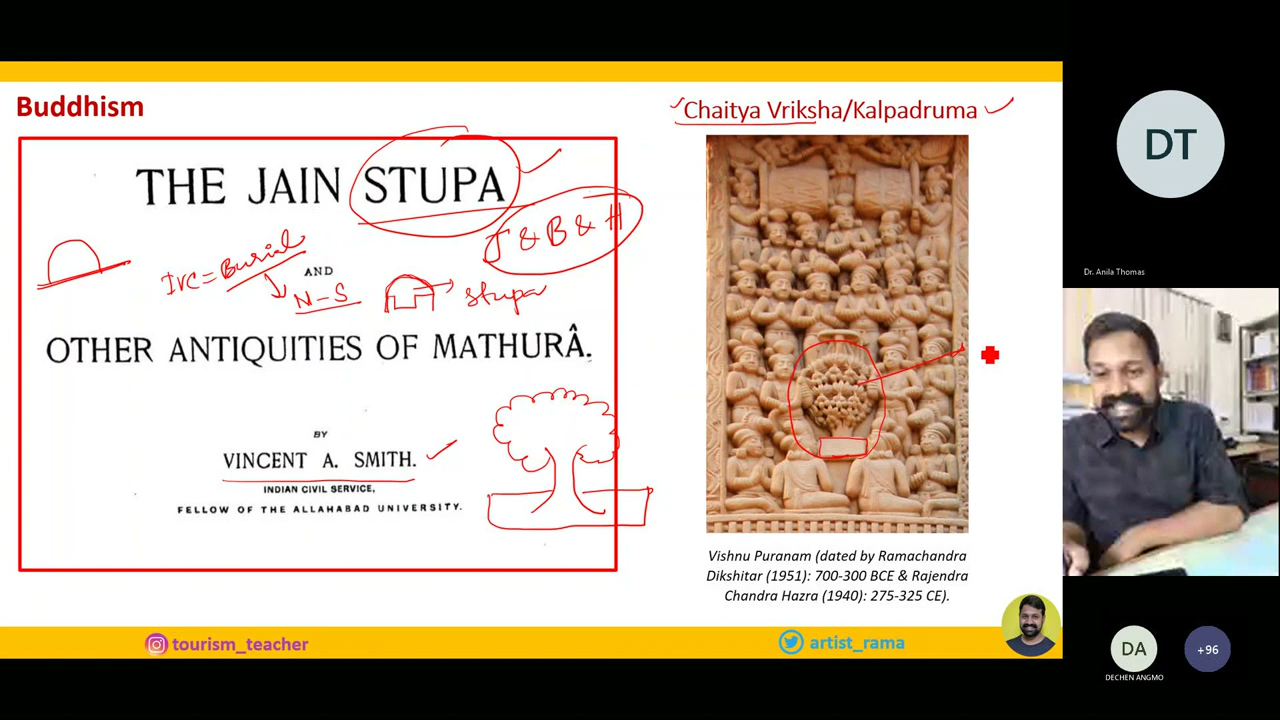 Buddhism
Chaitya Vriksha/Kalpadruma
THE JAIN STUPA
J & B & H
IVC = Burial
AND
N-S
Stupa
OTHER ANTIQUITIES OF MATHURÂ.
BY
VINCENT A. SMITH.
INDIAN CIVIL SERVICE,
FELLOW OF THE ALLAHABAD UNIVERSITY.
Vishnu Puranam (dated by Ramachandra
Dikshitar (1951): 700-300 BCE & Rajendra
Chandra Hazra (1940): 275-325 CE).
tourism_teacher
artist_rama
DT
Dr. Anila Thomas
DA
+96
DECHEN ANGMO